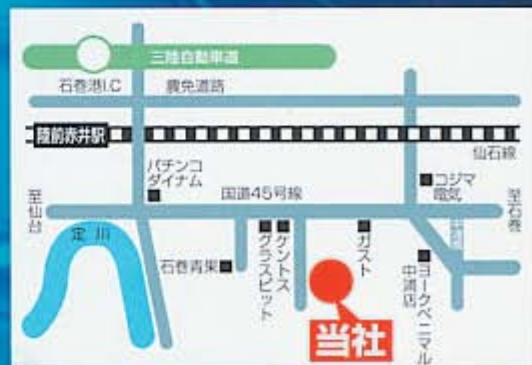 三陸自動車道
石巻港I.C
農免道路
陸前赤井駅
仙石線
パチンコ
ダイナム
コジマ
電気
国道45号線
至仙台
至石巻
定川
石巻青果
グラスピット
ケントス
ガスト
ヨークベニマル
中浦店
当社